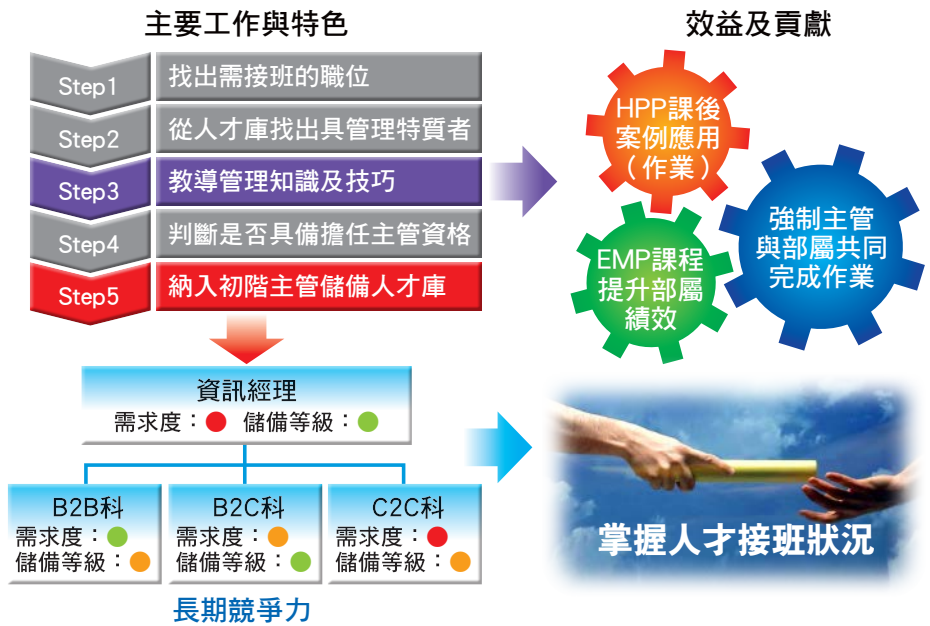 主要工作與特色
效益及貢獻
Step1 找出需接班的職位
Step2 從人才庫找出具管理特質者
Step3 教導管理知識及技巧
Step4 判斷是否具備擔任主管資格
Step5 納入初階主管儲備人才庫
HPP課後
案例應用
（作業）
EMP課程
提升部屬
績效
強制主管
與部屬共同
完成作業
資訊經理
需求度： 儲備等級：
B2B科
需求度：
儲備等級：
B2C科
需求度：
儲備等級：
C2C科
需求度：
儲備等級：
掌握人才接班狀況
長期競爭力